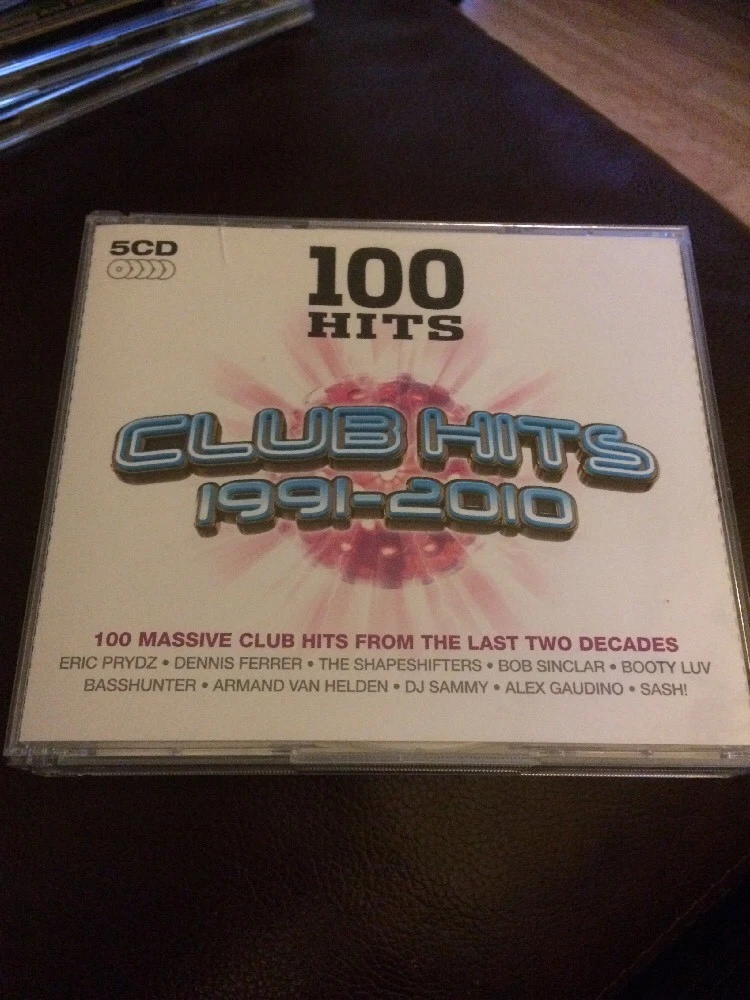 5CD
100
HITS
CLUB HITS
1991-2010
100 MASSIVE CLUB HITS FROM THE LAST TWO DECADES
ERIC PRYDZ • DENNIS FERRER • THE SHAPESHIFTERS • BOB SINCLAR • BOOTY LUV
BASSHUNTER • ARMAND VAN HELDEN • DJ SAMMY • ALEX GAUDINO • SASH!